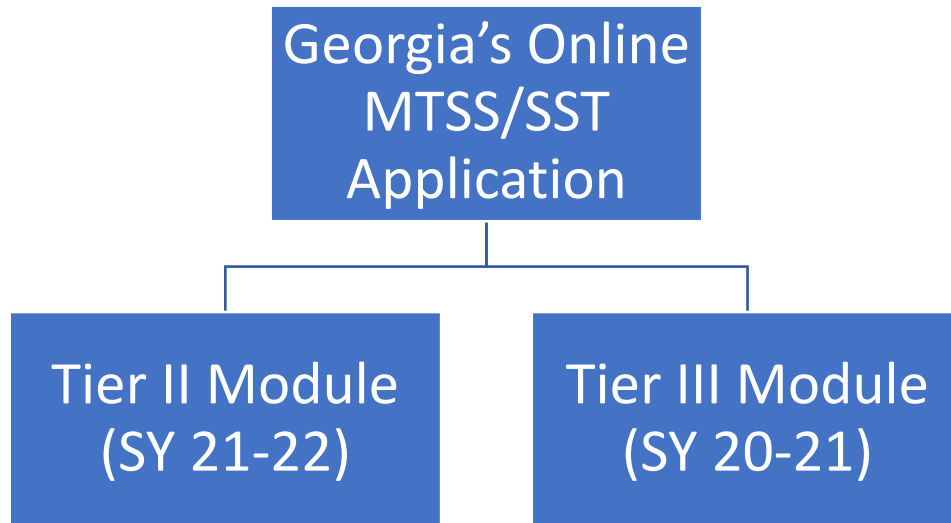 Georgia’s Online
MTSS/SST
Application
Tier II Module
(SY 21-22)
Tier III Module
(SY 20-21)